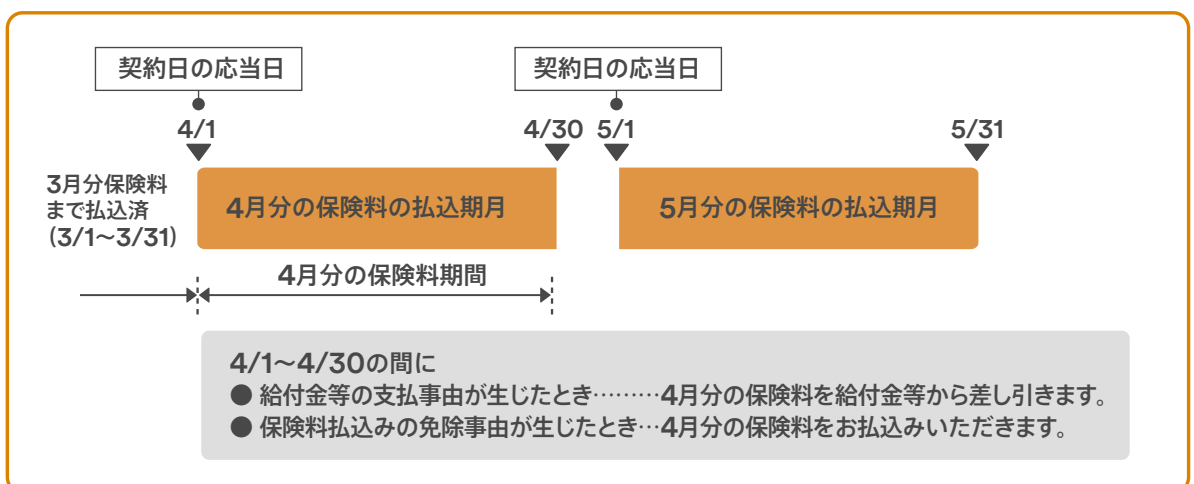 契約日の応当日
契約日の応当日
4/1
4/30
5/1
5/31
3月分保険料
まで払込済
(3/1〜3/31)
4月分の保険料の払込期月
5月分の保険料の払込期月
4月分の保険料期間
4/1〜4/30の間に
● 給付金等の支払事由が生じたとき………4月分の保険料を給付金等から差し引きます。
● 保険料払込みの免除事由が生じたとき…4月分の保険料をお払込みいただきます。